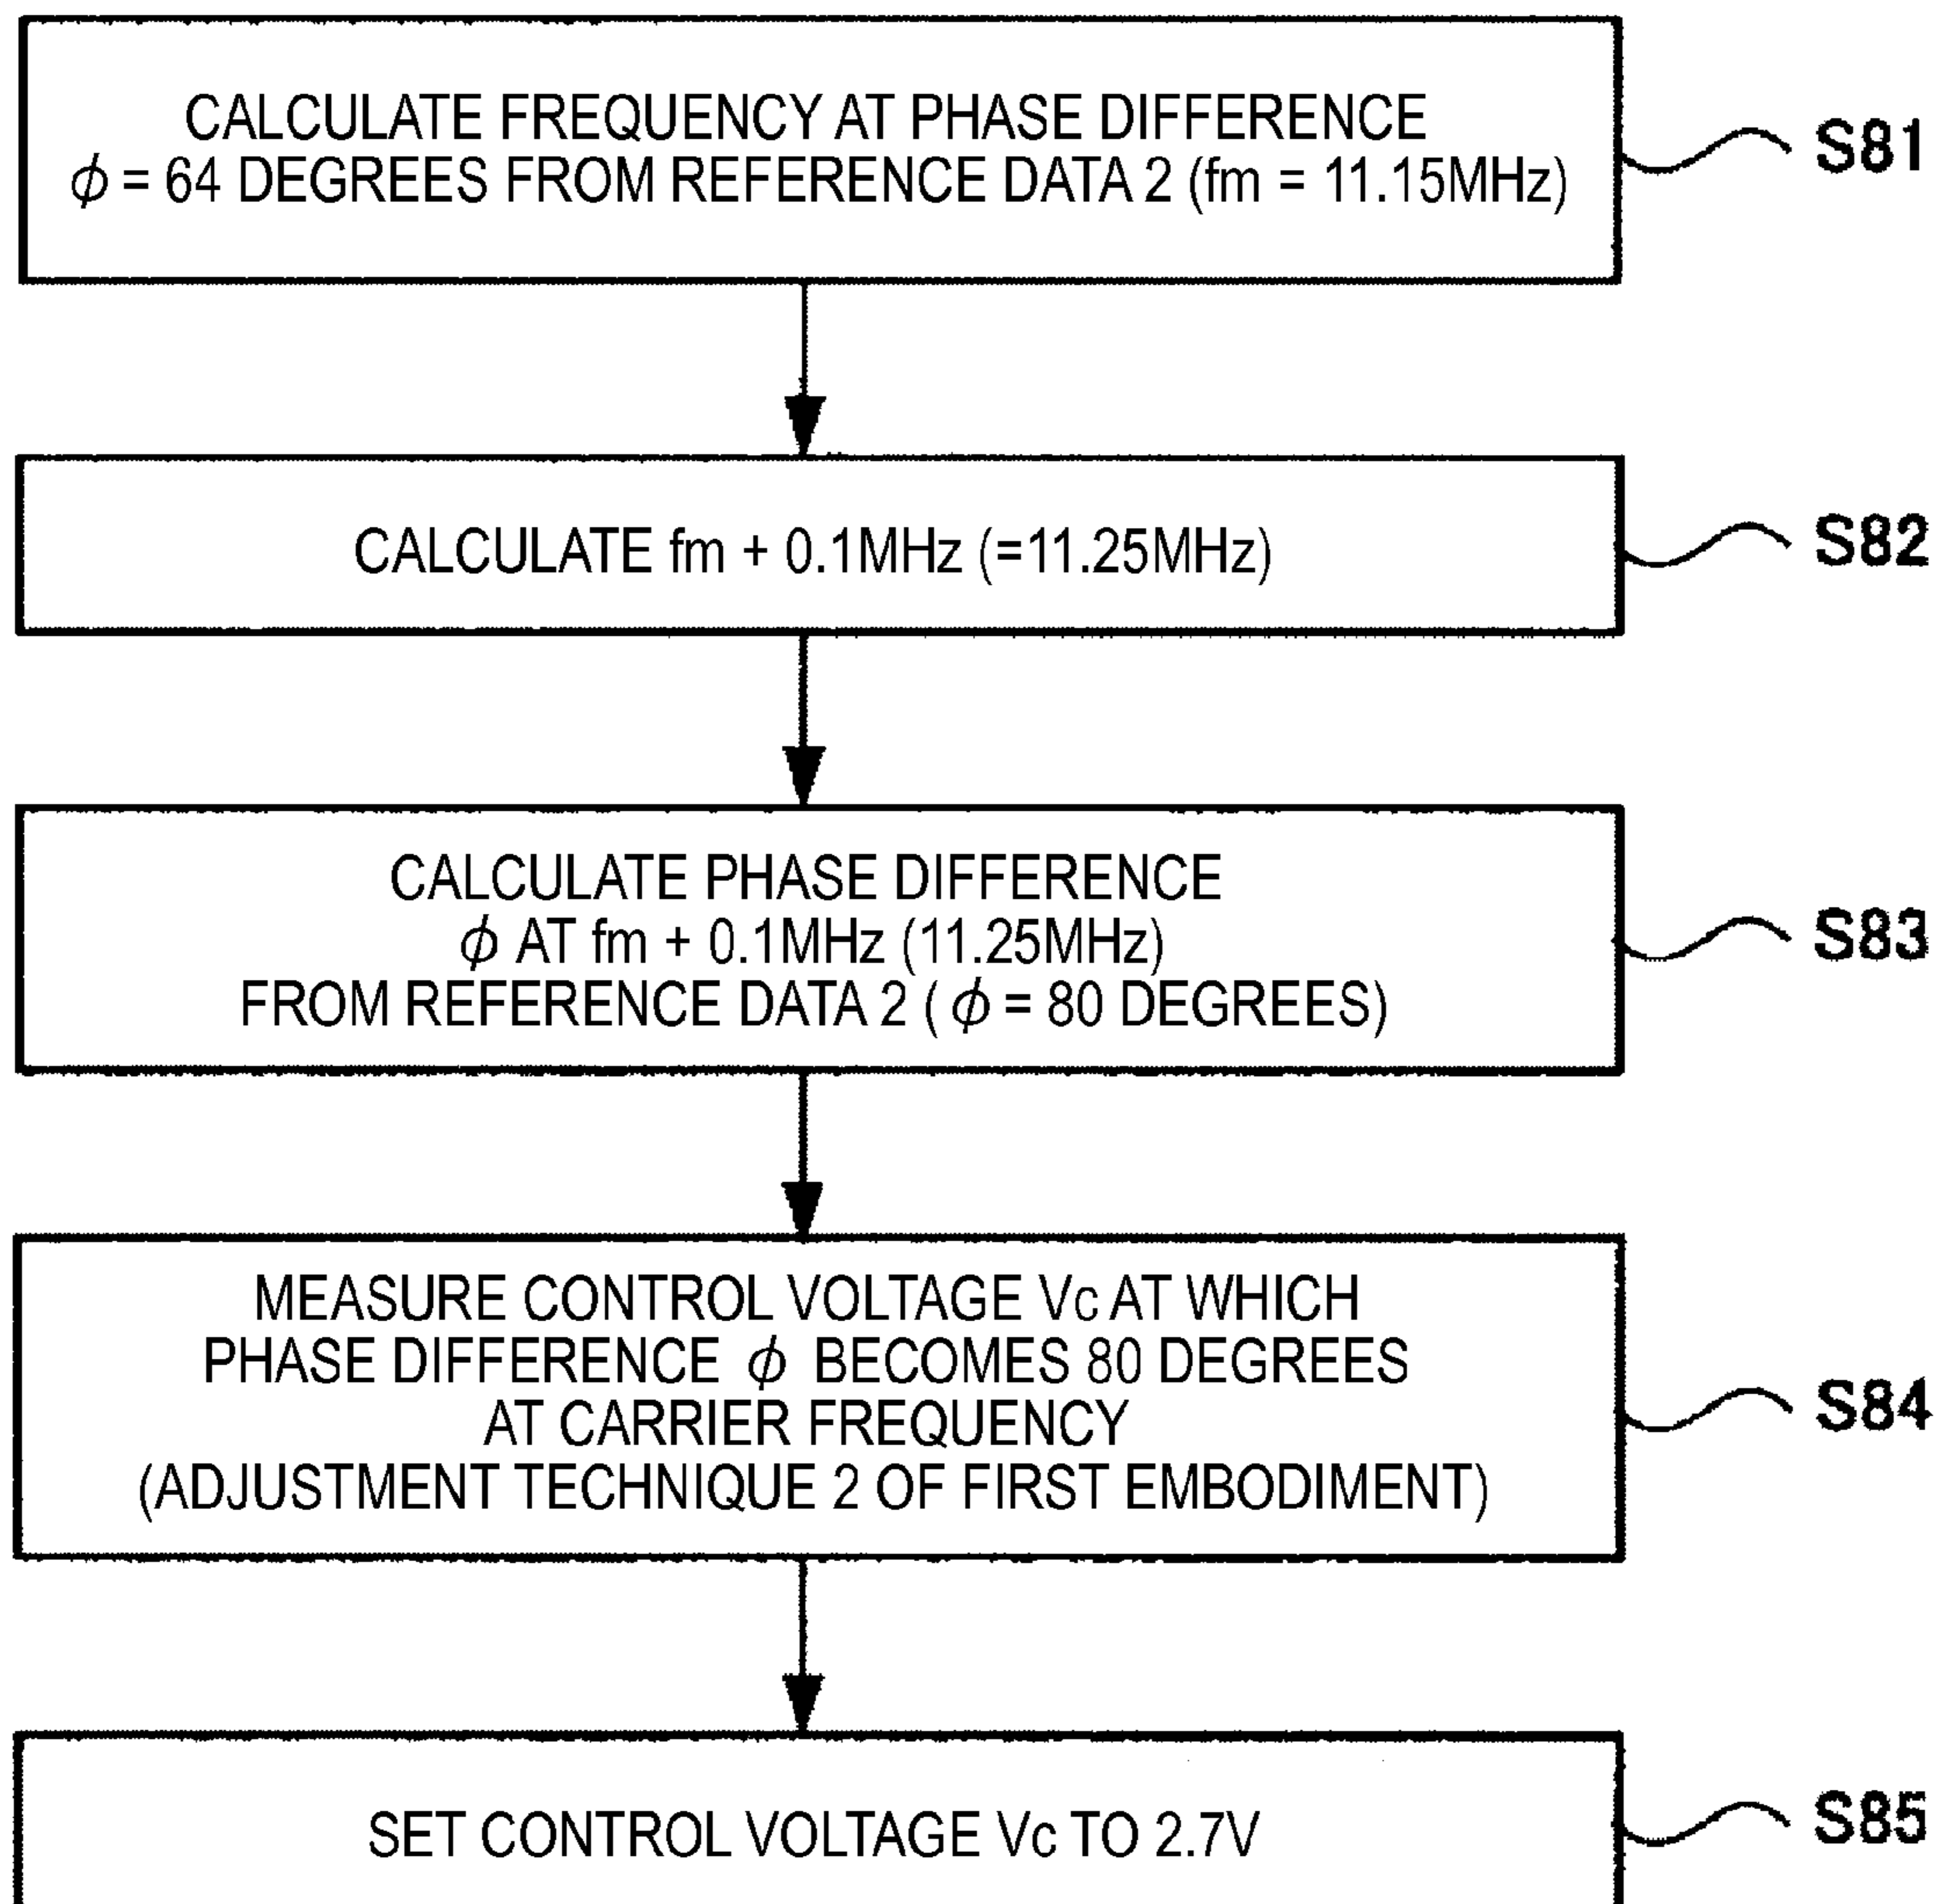 CALCULATE FREQUENCY AT PHASE DIFFERENCE
ϕ = 64 DEGREES FROM REFERENCE DATA 2 (fm = 11.15MHz)
S81
CALCULATE fm + 0.1MHz (=11.25MHz)
S82
CALCULATE PHASE DIFFERENCE
ϕ AT fm + 0.1MHz (11.25MHz)
FROM REFERENCE DATA 2 ( ϕ = 80 DEGREES)
S83
MEASURE CONTROL VOLTAGE Vc AT WHICH
PHASE DIFFERENCE ϕ BECOMES 80 DEGREES
AT CARRIER FREQUENCY
(ADJUSTMENT TECHNIQUE 2 OF FIRST EMBODIMENT)
S84
SET CONTROL VOLTAGE Vc TO 2.7V
S85